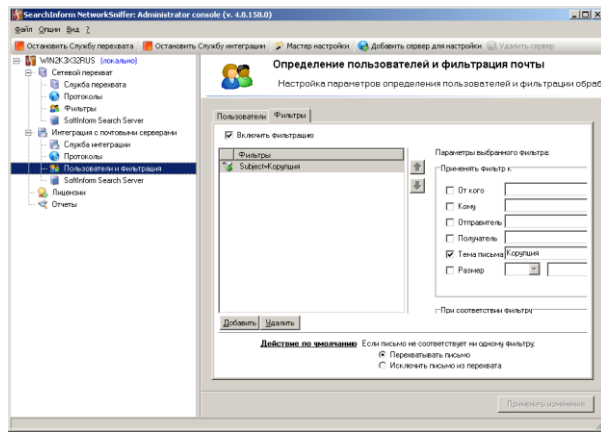 SearchInform NetworkSniffer: Administrator console (v. 4.8.150.0)
Файл Опции Вид ?
Остановить Службу перехвата Остановить Службу интеграции Мастер настройки Добавить сервер для настройки Удалить сервер
WIN2K3X32RUS (локально)
Сетевой перехват
Служба перехвата
Протоколы
Фильтры
SoftInform Search Server
Интеграция с почтовыми серверами
Служба интеграции
Протоколы
Пользователи и фильтрация
SoftInform Search Server
Лицензии
Отчеты
Определение пользователей и фильтрация почты
Настройка параметров определения пользователей и фильтрации обраб
Пользователи Фильтры
Включить фильтрацию
Фильтры
Subject=Корупция
Параметры выбранного фильтра:
Применять фильтр к
От кого
Кому
Отправитель
Получатель
Тема письма Корупция
Размер
При соответствии фильтру
Добавить Удалить
Действие по умолчанию Если письмо не соответствует ни одному фильтру:
Перехватывать письмо
Исключить письмо из перехвата
Применить изменения